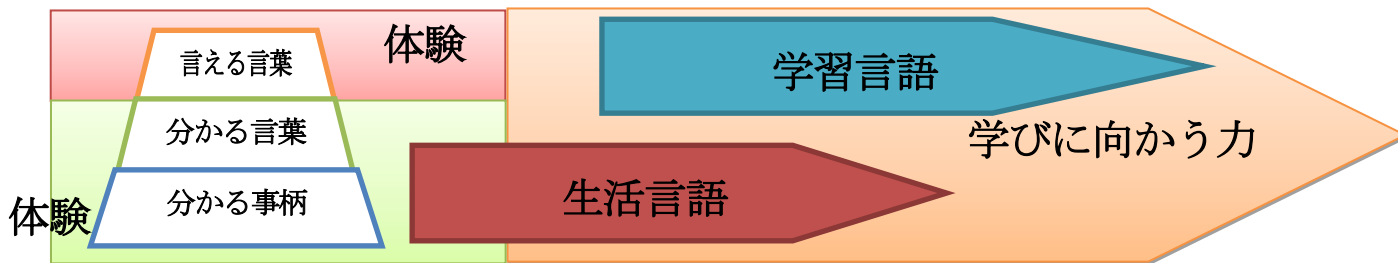 言える言葉
分かる言葉
分かる事柄
体験
体験
学習言語
学びに向かう力
生活言語